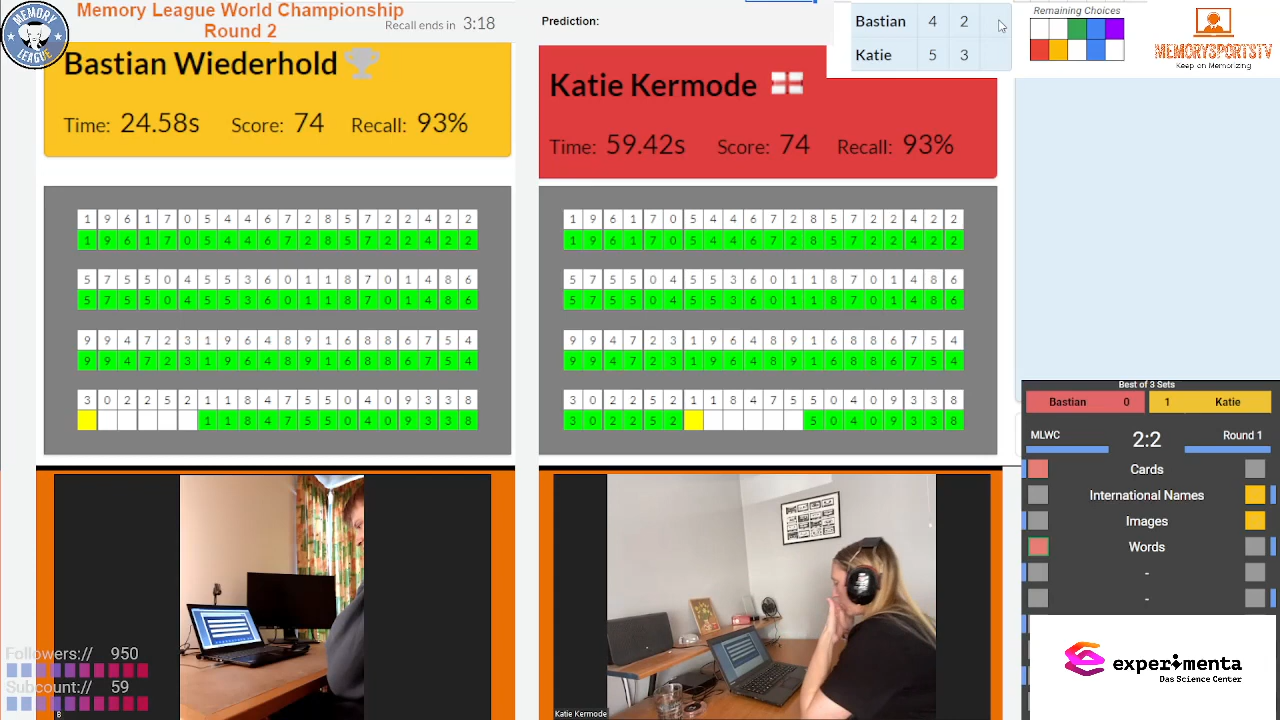 Memory League World Championship
Round 2
Recall ends in 3:18
Prediction:
Bastian 4 2
Katie 5 3
Remaining Choices
MEMORYSPORTSTV
Keep on Memorizing
MEMORY
LEAGUE
Bastian Wiederhold
Time: 24.58s Score: 74 Recall: 93%
Katie Kermode
Time: 59.42s Score: 74 Recall: 93%
1 9 6 1 7 0 5 4 4 6 7 2 8 5 7 2 2 4 2 2
1 9 6 1 7 0 5 4 4 6 7 2 8 5 7 2 2 4 2 2
5 7 5 5 0 4 5 5 3 6 0 1 1 8 7 0 1 4 8 6
5 7 5 5 0 4 5 5 3 6 0 1 1 8 7 0 1 4 8 6
9 9 4 7 2 3 1 9 6 4 8 9 1 6 8 8 6 7 5 4
9 9 4 7 2 3 1 9 6 4 8 9 1 6 8 8 6 7 5 4
3 0 2 2 5 2 1 1 8 4 7 5 5 0 4 0 9 3 3 8
1 1 8 4 7 5 5 0 4 0 9 3 3 8
1 9 6 1 7 0 5 4 4 6 7 2 8 5 7 2 2 4 2 2
1 9 6 1 7 0 5 4 4 6 7 2 8 5 7 2 2 4 2 2
5 7 5 5 0 4 5 5 3 6 0 1 1 8 7 0 1 4 8 6
5 7 5 5 0 4 5 5 3 6 0 1 1 8 7 0 1 4 8 6
9 9 4 7 2 3 1 9 6 4 8 9 1 6 8 8 6 7 5 4
9 9 4 7 2 3 1 9 6 4 8 9 1 6 8 8 6 7 5 4
3 0 2 2 5 2 1 1 8 4 7 5 5 0 4 0 9 3 3 8
3 0 2 2 5 2 5 0 4 0 9 3 3 8
Best of 3 Sets
Bastian 0 1 Katie
MLWC 2:2 Round 1
Cards
International Names
Images
Words
-
-
experimenta
Das Science Center
Followers:// 950
Subcount:// 59
B
Katie Kermode